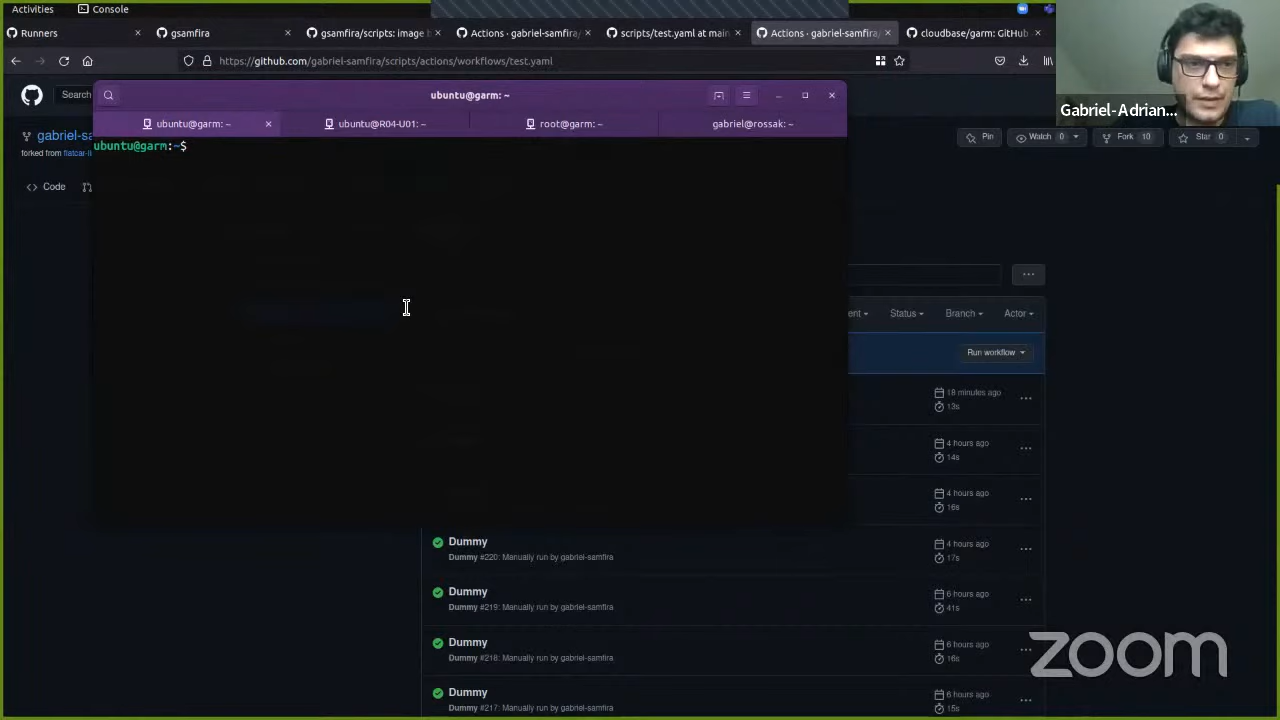 Activities
Console
Runners
gsamfira
gsamfira/scripts: image b
Actions · gabriel-samfira/
scripts/test.yaml at main
Actions · gabriel-samfira/
cloudbase/garm: GitHub
https://github.com/gabriel-samfira/scripts/actions/workflows/test.yaml
Search
ubuntu@garm: ~
Gabriel-Adrian...
ubuntu@garm: ~
ubuntu@R04-U01: ~
root@garm: ~
gabriel@rossak: ~
gabriel-sa
forked from flatcar-li
Pin
Watch 0
Fork 10
Star 0
ubuntu@garm:~$
Code
Status
Branch
Actor
Run workflow
18 minutes ago
13s
4 hours ago
14s
4 hours ago
16s
Dummy
Dummy #220: Manually run by gabriel-samfira
4 hours ago
17s
Dummy
Dummy #219: Manually run by gabriel-samfira
6 hours ago
41s
Dummy
Dummy #218: Manually run by gabriel-samfira
6 hours ago
16s
Dummy
Dummy #217: Manually run by gabriel-samfira
6 hours ago
15s
zoom